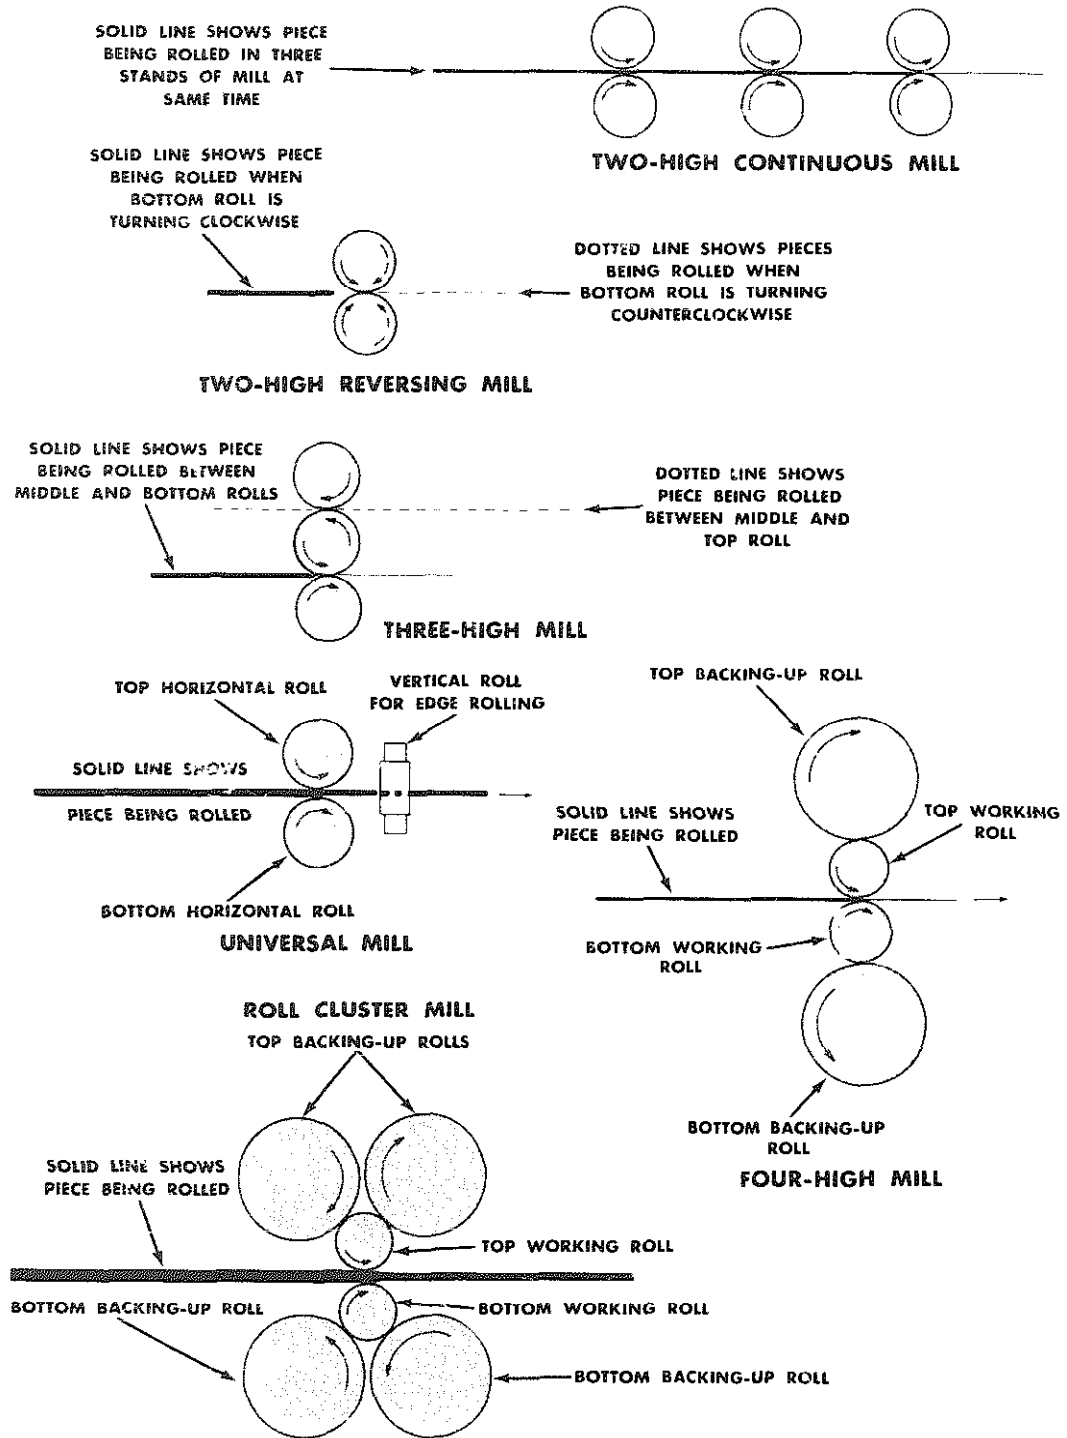 SOLID LINE SHOWS PIECE
BEING ROLLED IN THREE
STANDS OF MILL AT
SAME TIME
TWO-HIGH CONTINUOUS MILL
SOLID LINE SHOWS PIECE
BEING ROLLED WHEN
BOTTOM ROLL IS
TURNING CLOCKWISE
DOTTED LINE SHOWS PIECES
BEING ROLLED WHEN
BOTTOM ROLL IS TURNING
COUNTERCLOCKWISE
TWO-HIGH REVERSING MILL
SOLID LINE SHOWS PIECE
BEING ROLLED BETWEEN
MIDDLE AND BOTTOM ROLLS
DOTTED LINE SHOWS
PIECE BEING ROLLED
BETWEEN MIDDLE AND
TOP ROLL
THREE-HIGH MILL
TOP HORIZONTAL ROLL
VERTICAL ROLL
FOR EDGE ROLLING
SOLID LINE SHOWS
PIECE BEING ROLLED
BOTTOM HORIZONTAL ROLL
UNIVERSAL MILL
TOP BACKING-UP ROLL
SOLID LINE SHOWS
PIECE BEING ROLLED
TOP WORKING
ROLL
BOTTOM WORKING
ROLL
BOTTOM BACKING-UP
ROLL
FOUR-HIGH MILL
ROLL CLUSTER MILL
TOP BACKING-UP ROLLS
SOLID LINE SHOWS
PIECE BEING ROLLED
TOP WORKING ROLL
BOTTOM BACKING-UP ROLL
BOTTOM WORKING ROLL
BOTTOM BACKING-UP ROLL